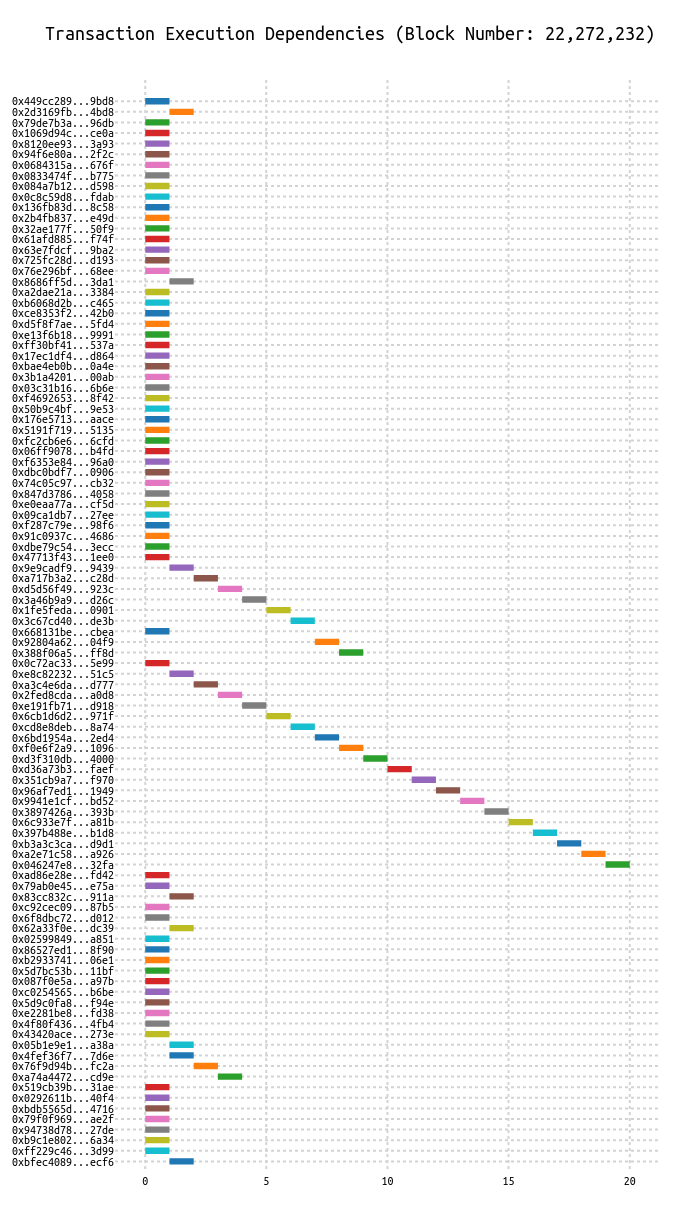 Transaction Execution Dependencies (Block Number: 22,272,232)
0x449cc289...9bd8
0x2d3169fb...4bd8
0x79de7b3a...96db
0x1069d94c...ce0a
0x8120ee93...3a93
0x94f6e80a...2f2c
0x0684315a...676f
0x0833474f...b775
0x084a7b12...d598
0x0c8c59d8...fdab
0x136fb83d...8c58
0x2b4fb837...e49d
0x32ae177f...50f9
0x61afd885...f74f
0x63e7fdcf...9ba2
0x725fc28d...d193
0x76e296bf...68ee
0x8686ff5d...3da1
0xa2dae21a...3384
0xb6068d2b...c465
0xce8353f2...42b0
0xd5f8f7ae...5fd4
0xe13f6b18...9991
0xff30bf41...537a
0x17ec1df4...d864
0xbae4eb0b...0a4e
0x3b1a4201...00ab
0x03c31b16...6b6e
0xf4692653...8f42
0x50b9c4bf...9e53
0x176e5713...aace
0x5191f719...5135
0xfc2cb6e6...6cfd
0x06ff9078...b4fd
0xf6353e84...96a0
0xdbc0bdf7...0906
0x74c05c97...cb32
0x847d3786...4058
0xe0eaa77a...cf5d
0x09ca1db7...27ee
0xf287c79e...98f6
0x91c0937c...4686
0xdbe79c54...3ecc
0x47713f43...1ee0
0x9e9cadf9...9439
0xa717b3a2...c28d
0xd5d56f49...923c
0x3a46b9a9...d26c
0x1fe5feda...0901
0x3c67cd40...de3b
0x668131be...cbea
0x92804a62...04f9
0x388f06a5...ff8d
0x0c72ac33...5e99
0xe8c82232...51c5
0xa3c4e6da...d777
0x2fed8cda...a0d8
0xe191fb71...d918
0x6cb1d6d2...971f
0xcd8e8deb...8a74
0x6bd1954a...2ed4
0xf0e6f2a9...1096
0xd3f310db...4000
0xd36a73b3...faef
0x351cb9a7...f970
0x96af7ed1...1949
0x9941e1cf...bd52
0x3897426a...393b
0x6c933e7f...a81b
0x397b488e...b1d8
0xb3a3c3ca...d9d1
0xa2e71c58...a926
0x046247e8...32fa
0xad86e28e...fd42
0x79ab0e45...e75a
0x83cc832c...911a
0xc92cec09...87b5
0x6f8dbc72...d012
0x62a33f0e...dc39
0x02599849...a851
0x86527ed1...8f90
0xb2933741...06e1
0x5d7bc53b...11bf
0x087f0e5a...a97b
0xc0254565...b6be
0x5d9c0fa8...f94e
0xe2281be8...fd38
0x4f80f436...4fb4
0x43420ace...273e
0x05b1e9e1...a38a
0x4fef36f7...7d6e
0x76f9d94b...fc2a
0xa74a4472...cd9e
0x519cb39b...31ae
0x0292611b...40f4
0xbdb5565d...4716
0x79f0f969...ae2f
0x94738d78...27de
0xb9c1e802...6a34
0xff229c46...3d99
0xbfec4089...ecf6
0 5 10 15 20